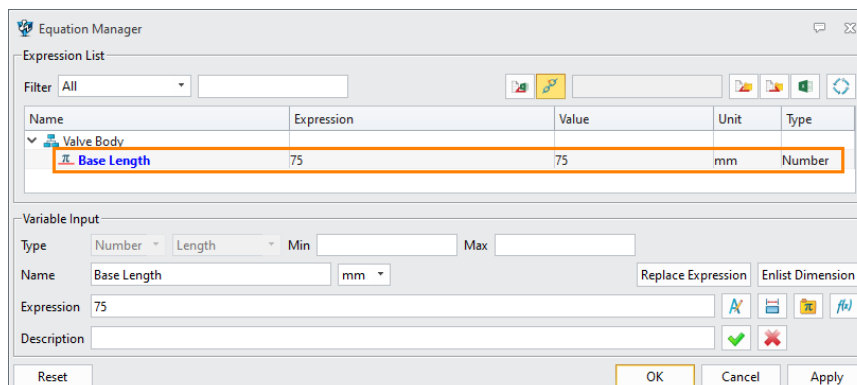 Equation Manager
Expression List
Filter All
Name Expression Value Unit Type
Valve Body
π Base Length 75 75 mm Number
Variable Input
Type Number Length Min Max
Name Base Length mm Replace Expression Enlist Dimension
Expression 75 π f(x)
Description
Reset OK Cancel Apply